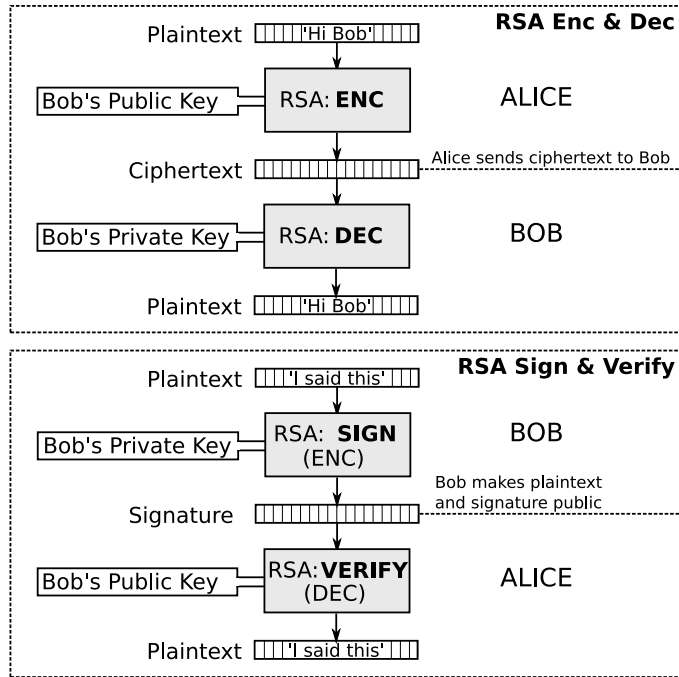 RSA Enc & Dec
Plaintext 'Hi Bob'
Bob's Public Key RSA: ENC ALICE
Alice sends ciphertext to Bob
Ciphertext
Bob's Private Key RSA: DEC BOB
Plaintext 'Hi Bob'
RSA Sign & Verify
Plaintext 'I said this'
Bob's Private Key RSA: SIGN BOB
(ENC)
Bob makes plaintext
and signature public
Signature
Bob's Public Key RSA: VERIFY ALICE
(DEC)
Plaintext 'I said this'